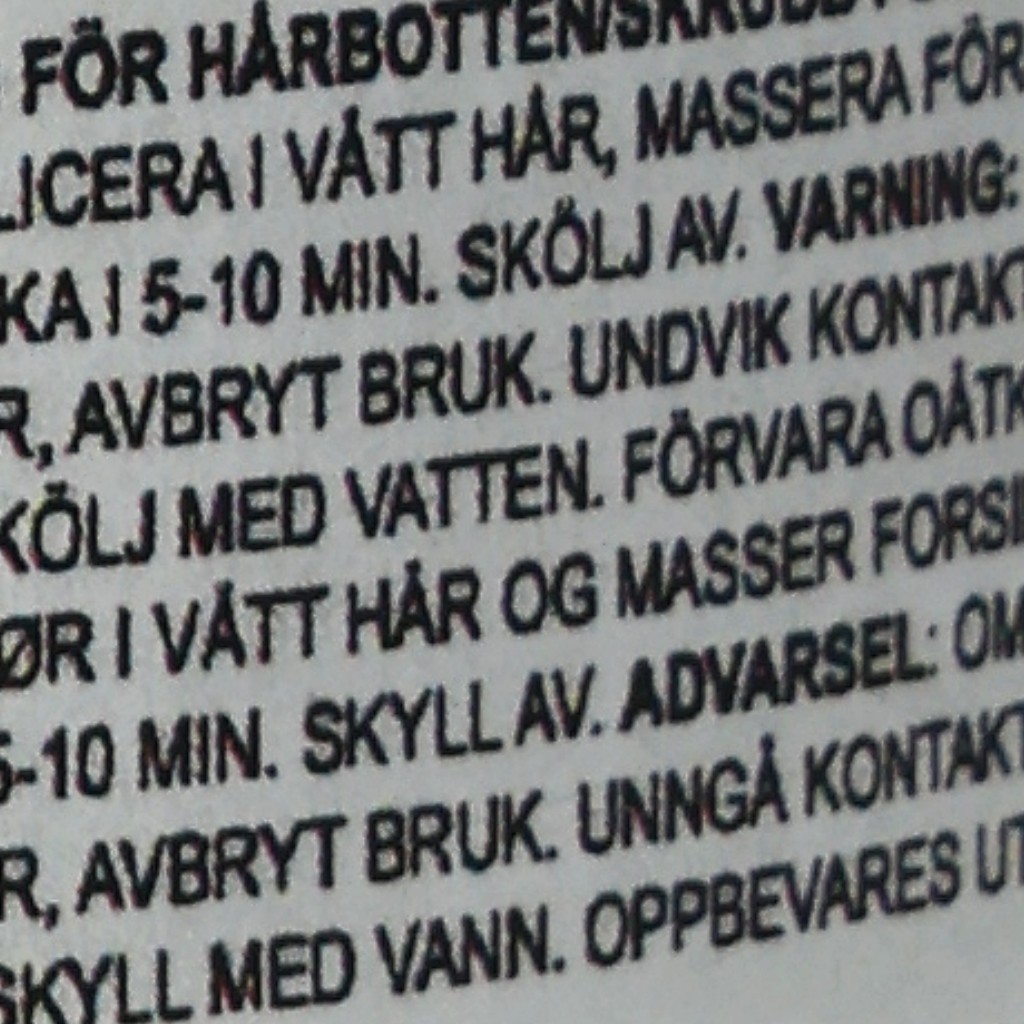 FÖR HÅRBOTTEN/SKRUBB
LICERA I VÅTT HÅR, MASSERA FÖR
KA I 5-10 MIN. SKÖLJ AV. VARNING:
R, AVBRYT BRUK. UNDVIK KONTAKT
KÖLJ MED VATTEN. FÖRVARA OÅTK
ØR I VÅTT HÅR OG MASSER FORSI
5-10 MIN. SKYLL AV. ADVARSEL: OM
R, AVBRYT BRUK. UNNGÅ KONTAKT
SKYLL MED VANN. OPPBEVARES UT